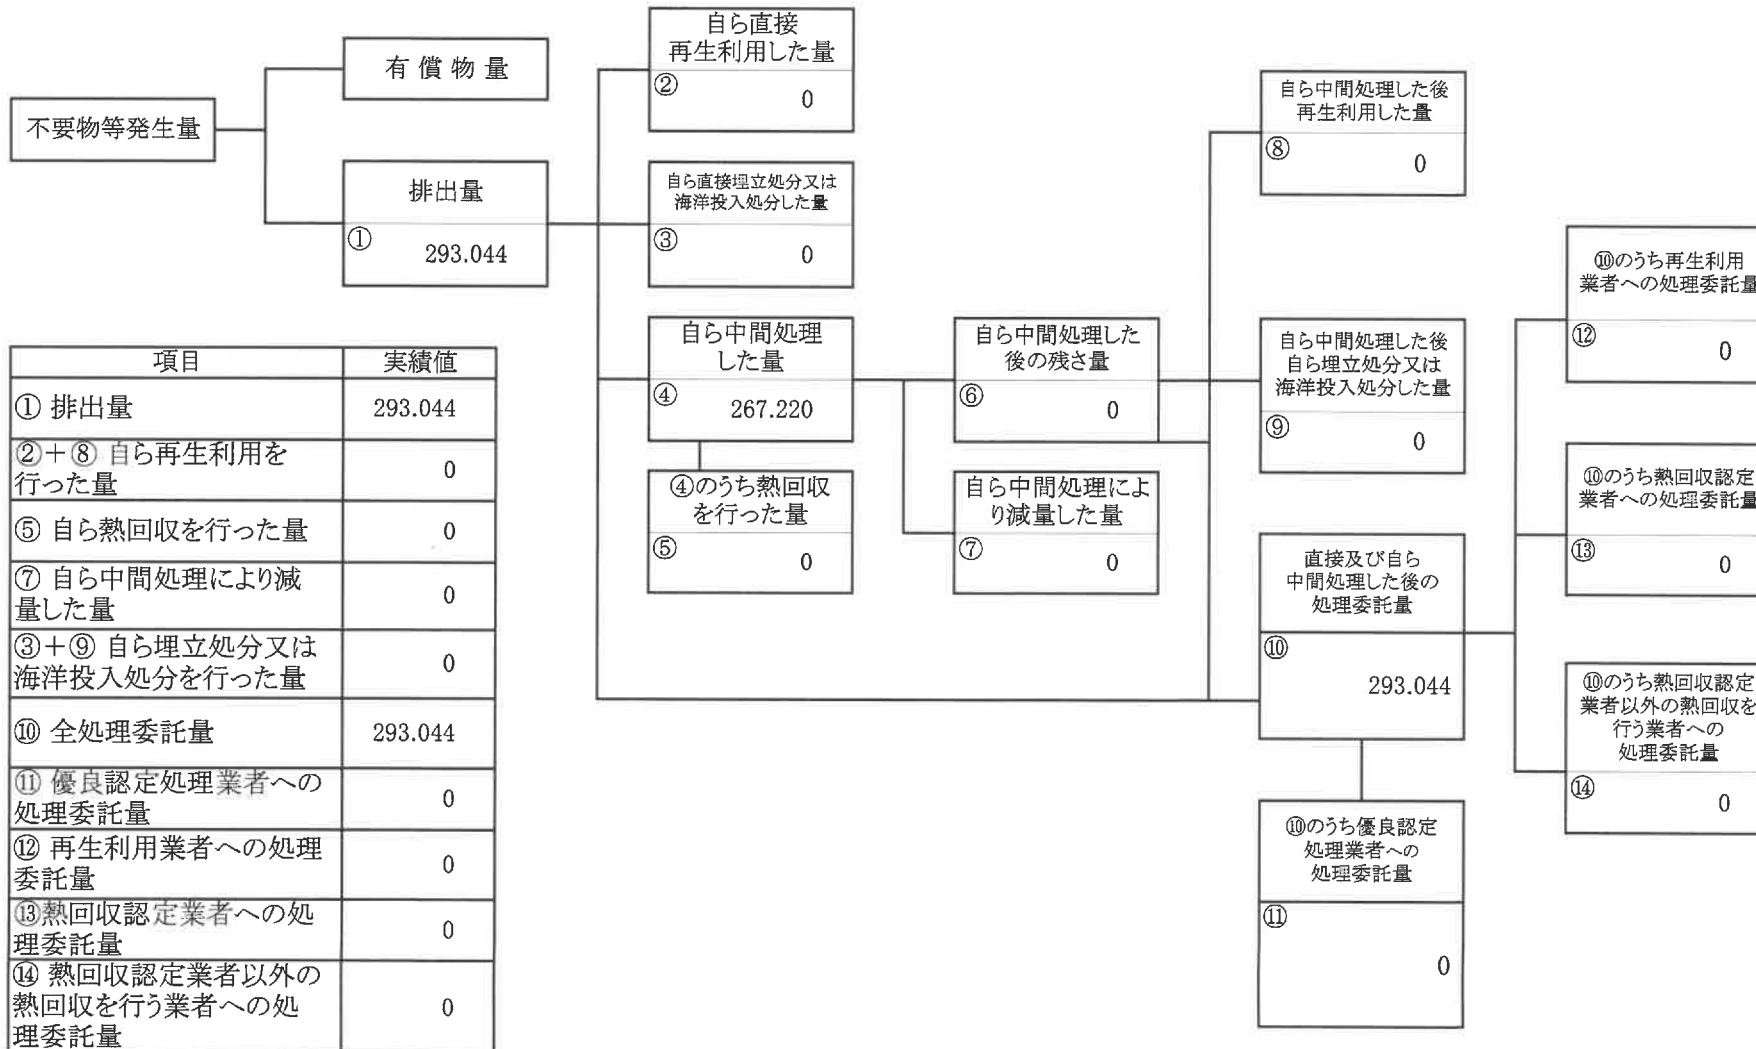 不要物等発生量
有償物量
排出量
①
293.044
自ら直接
再生利用した量
②
0
自ら直接埋立処分又は
海洋投入処分した量
③
0
自ら中間処理
した量
④
267.220
④のうち熱回収
を行った量
⑤
0
自ら中間処理した
後の残さ量
⑥
0
自ら中間処理によ
り減量した量
⑦
0
自ら中間処理した後
再生利用した量
⑧
0
自ら中間処理した後
自ら埋立処分又は
海洋投入処分した量
⑨
0
直接及び自ら
中間処理した後の
処理委託量
⑩
293.044
⑩のうち優良認定
処理業者への
処理委託量
⑪
0
⑩のうち再生利用
業者への処理委託量
⑫
0
⑩のうち熱回収認定
業者への処理委託量
⑬
0
⑩のうち熱回収認定
業者以外の熱回収を
行う業者への
処理委託量
⑭
0
項目 実績値
① 排出量 293.044
②+⑧ 自ら再生利用を
行った量 0
⑤ 自ら熱回収を行った量 0
⑦ 自ら中間処理により減
量した量 0
③+⑨ 自ら埋立処分又は
海洋投入処分を行った量 0
⑩ 全処理委託量 293.044
⑪ 優良認定処理業者への
処理委託量 0
⑫ 再生利用業者への処理
委託量 0
⑬熱回収認定業者への処
理委託量 0
⑭ 熱回収認定業者以外の
熱回収を行う業者への処
理委託量 0